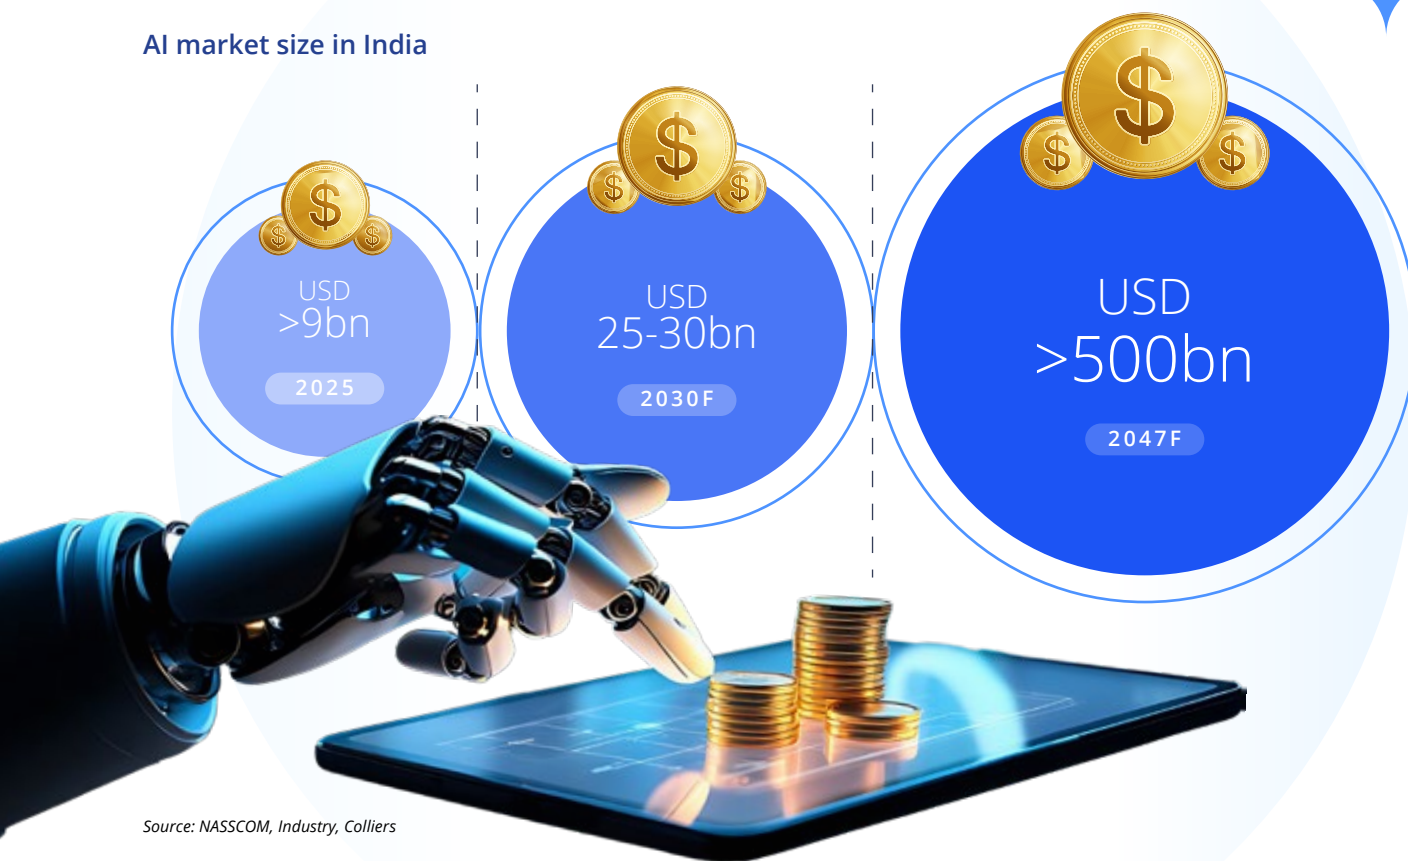 AI market size in India
USD
>9bn
2025
USD
25-30bn
2030F
USD
>500bn
2047F
Source: NASSCOM, Industry, Colliers